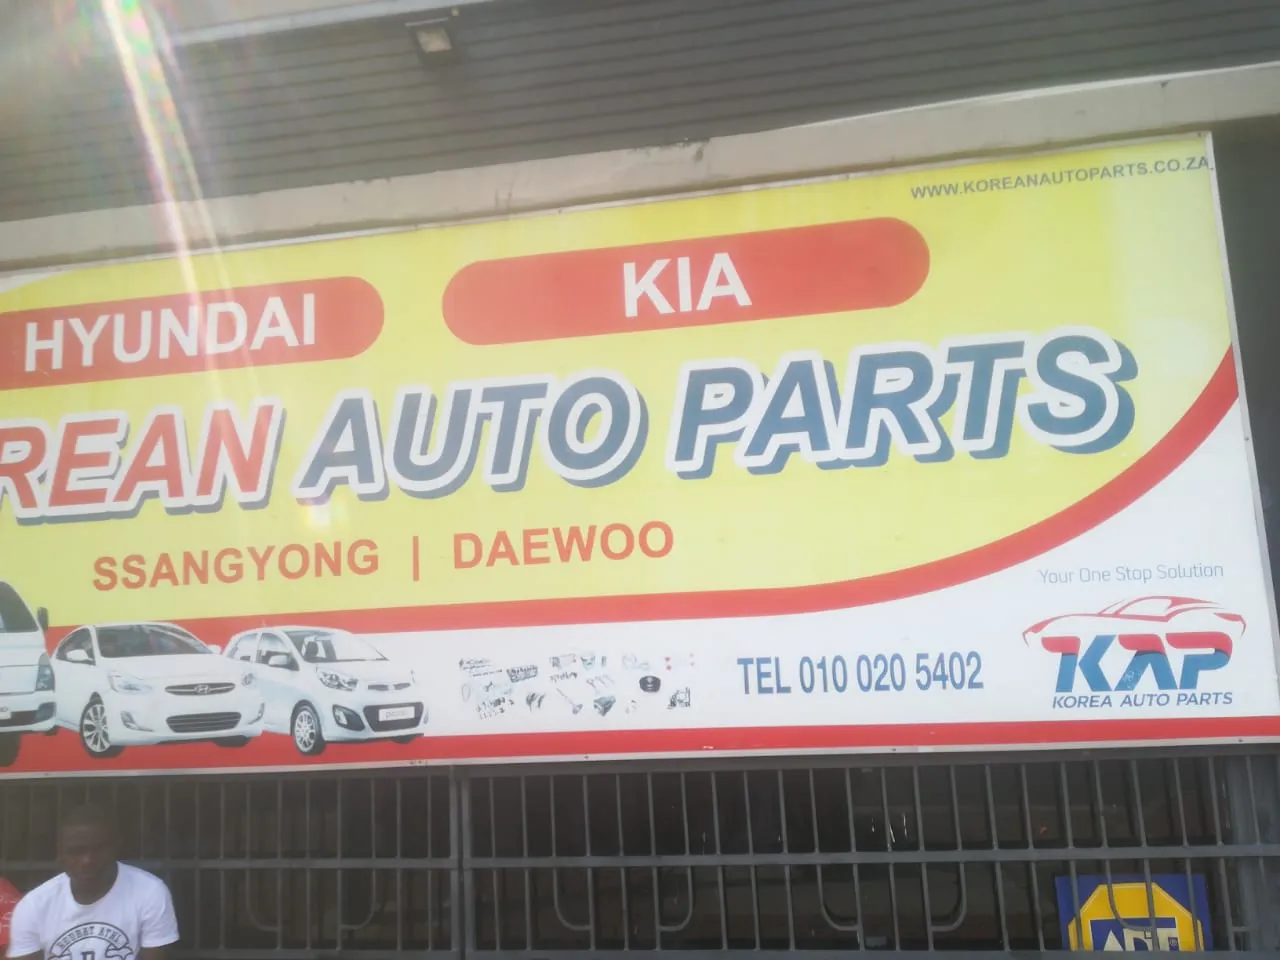 WWW.KOREANAUTOPARTS.CO.ZA
HYUNDAI KIA
REAN AUTO PARTS
SSANGYONG | DAEWOO
Your One Stop Solution
TEL 010 020 5402
KAP
KOREA AUTO PARTS
ADT